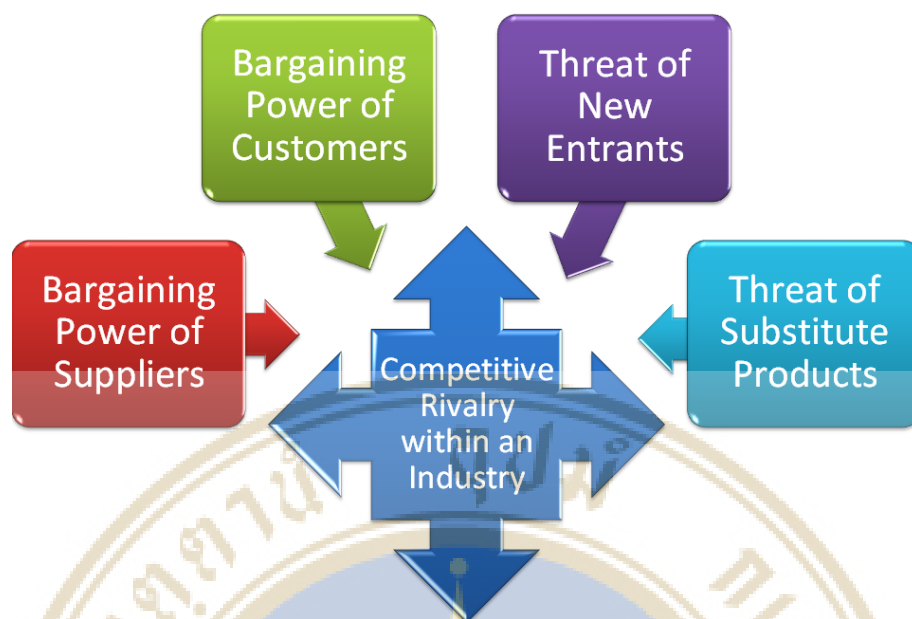 Bargaining
Power of
Customers
Threat of
New
Entrants
Bargaining
Power of
Suppliers
Threat of
Substitute
Products
Competitive
Rivalry
within an
Industry